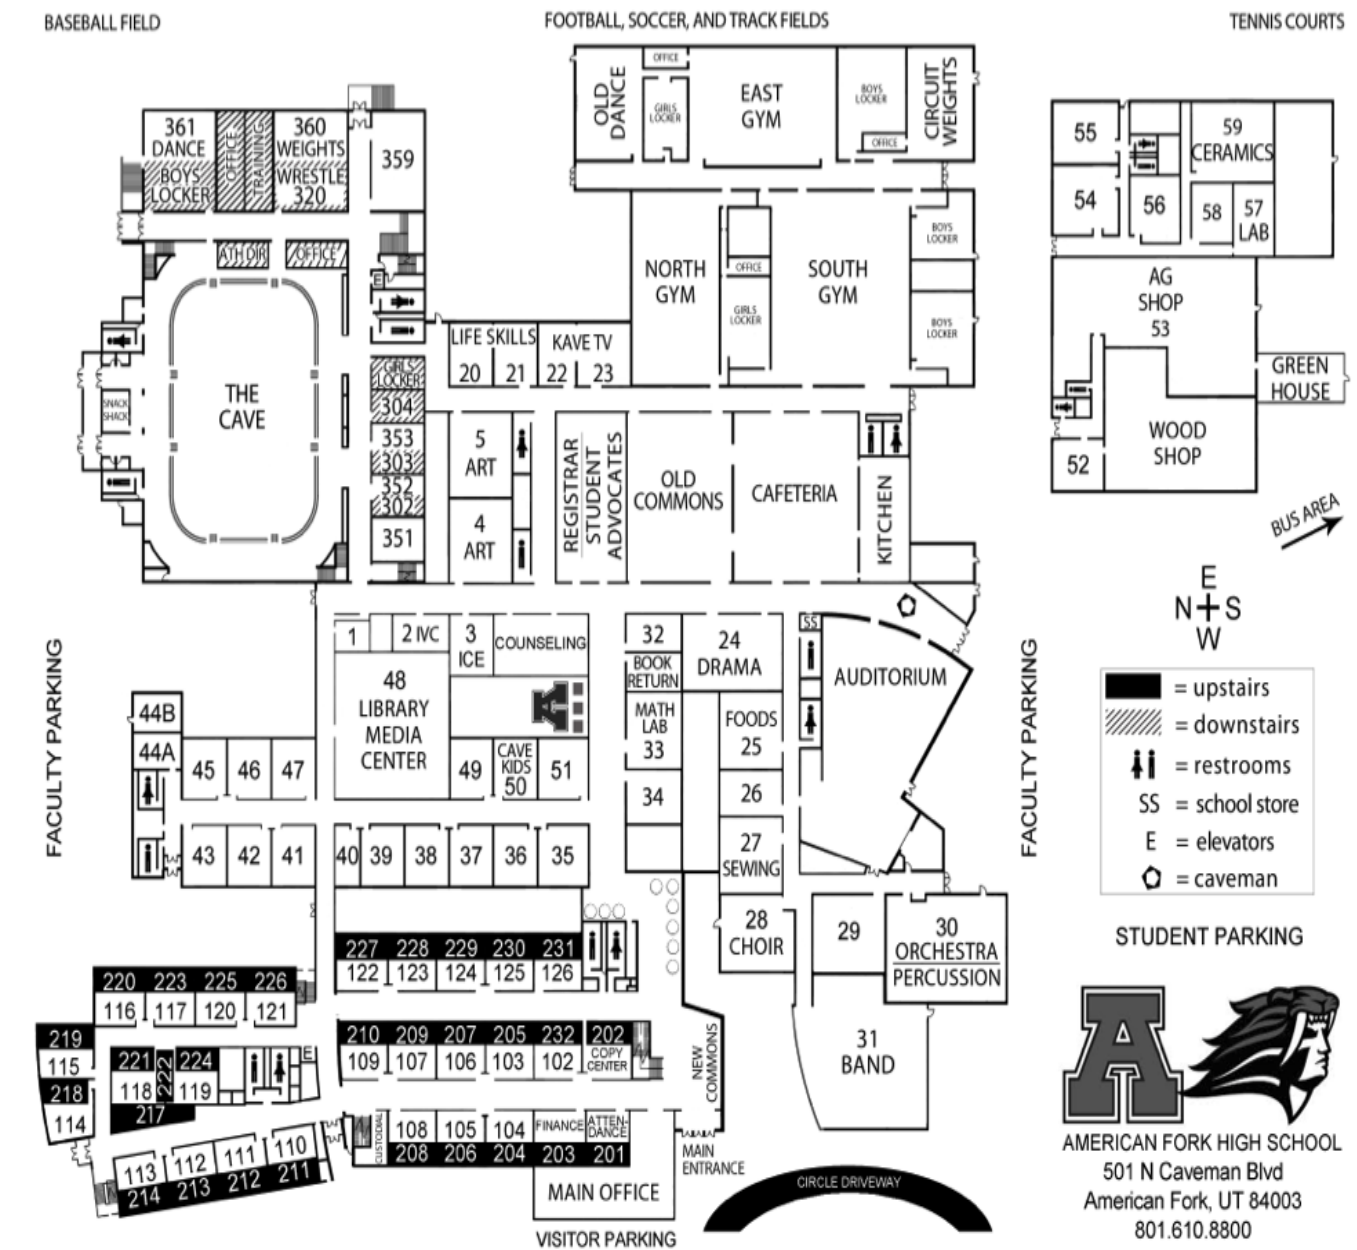 BASEBALL FIELD
FOOTBALL, SOCCER, AND TRACK FIELDS
TENNIS COURTS
OLD
DANCE
OFFICE
GIRLS
LOCKER
EAST
GYM
BOYS
LOCKER
OFFICE
CIRCUIT
WEIGHTS
361
DANCE
BOYS
LOCKER
OFFICE
TRAINING
360
WEIGHTS
WRESTLE
320
359
ATH DIR
OFFICE
E
THE
CAVE
SNACK
SHACK
GIRLS
LOCKER
304
353
303
352
302
351
LIFE SKILLS
20
21
KAVE TV
22
23
NORTH
GYM
OFFICE
GIRLS
LOCKER
SOUTH
GYM
BOYS
LOCKER
BOYS
LOCKER
55
54
56
59
CERAMICS
58
57
LAB
AG
SHOP
53
GREEN
HOUSE
WOOD
SHOP
52
BUS AREA
5
ART
4
ART
REGISTRAR
STUDENT
ADVOCATES
OLD
COMMONS
CAFETERIA
KITCHEN
E
N S
W
FACULTY PARKING
1
2 IVC
3
ICE
COUNSELING
48
LIBRARY
MEDIA
CENTER
A
49
CAVE
KIDS
50
51
32
BOOK
RETURN
MATH
LAB
33
34
24
DRAMA
FOODS
25
26
27
SEWING
28
CHOIR
SS
AUDITORIUM
29
30
ORCHESTRA
PERCUSSION
31
BAND
FACULTY PARKING
= upstairs
= downstairs
= restrooms
SS = school store
E = elevators
= caveman
STUDENT PARKING
44B
44A
45
46
47
43
42
41
40
39
38
37
36
35
227 228 229 230 231
122 123 124 125 126
220 223 225 226
116 117 120 121
219
115
218
114
221
118
222
224
119
217
E
210 209 207 205 232 202
109 107 106 103 102
COPY
CENTER
NEW
COMMONS
CUSTODIAL
108 105 104
FINANCE
ATTEN-
DANCE
208 206 204 203 201
113 112 111 110
214 213 212 211
MAIN
ENTRANCE
MAIN OFFICE
VISITOR PARKING
CIRCLE DRIVEWAY
A
AMERICAN FORK HIGH SCHOOL
501 N Caveman Blvd
American Fork, UT 84003
801.610.8800